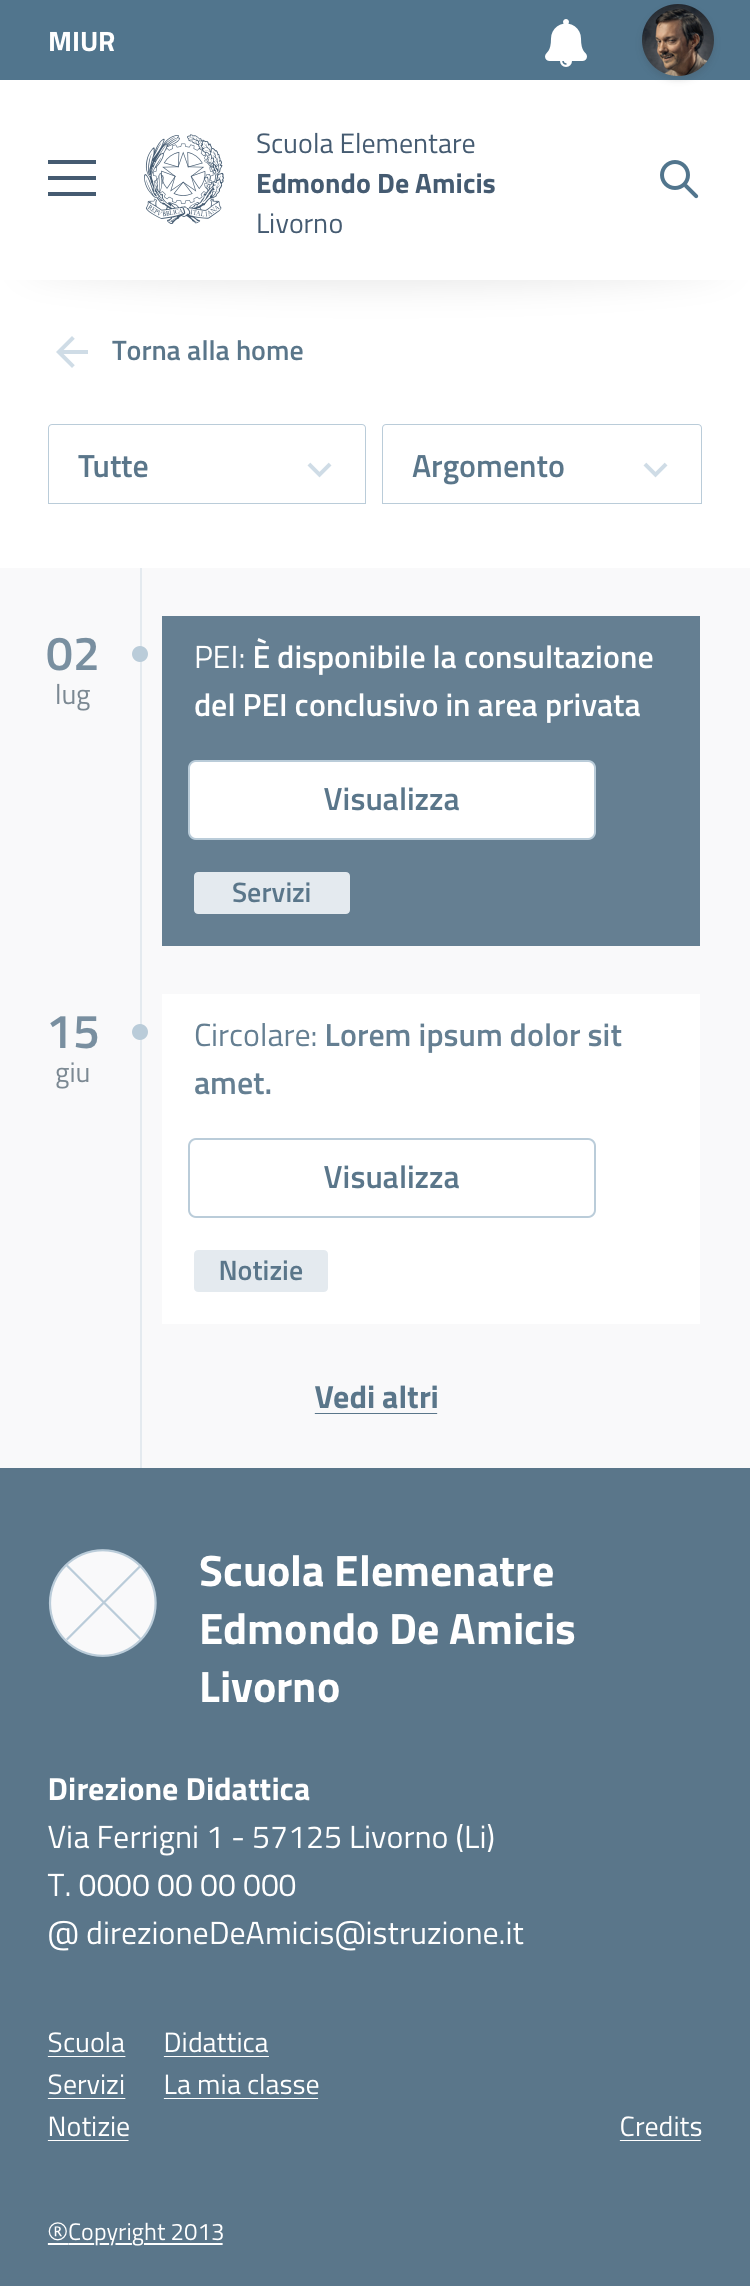 MIUR
Scuola Elementare
Edmondo De Amicis
Livorno
REPVBBLICA ITALIANA
Torna alla home
Tutte
Argomento
02
lug
PEI: È disponibile la consultazione
del PEI conclusivo in area privata
Visualizza
Servizi
15
giu
Circolare: Lorem ipsum dolor sit
amet.
Visualizza
Notizie
Vedi altri
Scuola Elemenatre
Edmondo De Amicis
Livorno
Direzione Didattica
Via Ferrigni 1 - 57125 Livorno (Li)
T. 0000 00 00 000
@ direzioneDeAmicis@istruzione.it
Scuola Didattica
Servizi La mia classe
Notizie Credits
®Copyright 2013